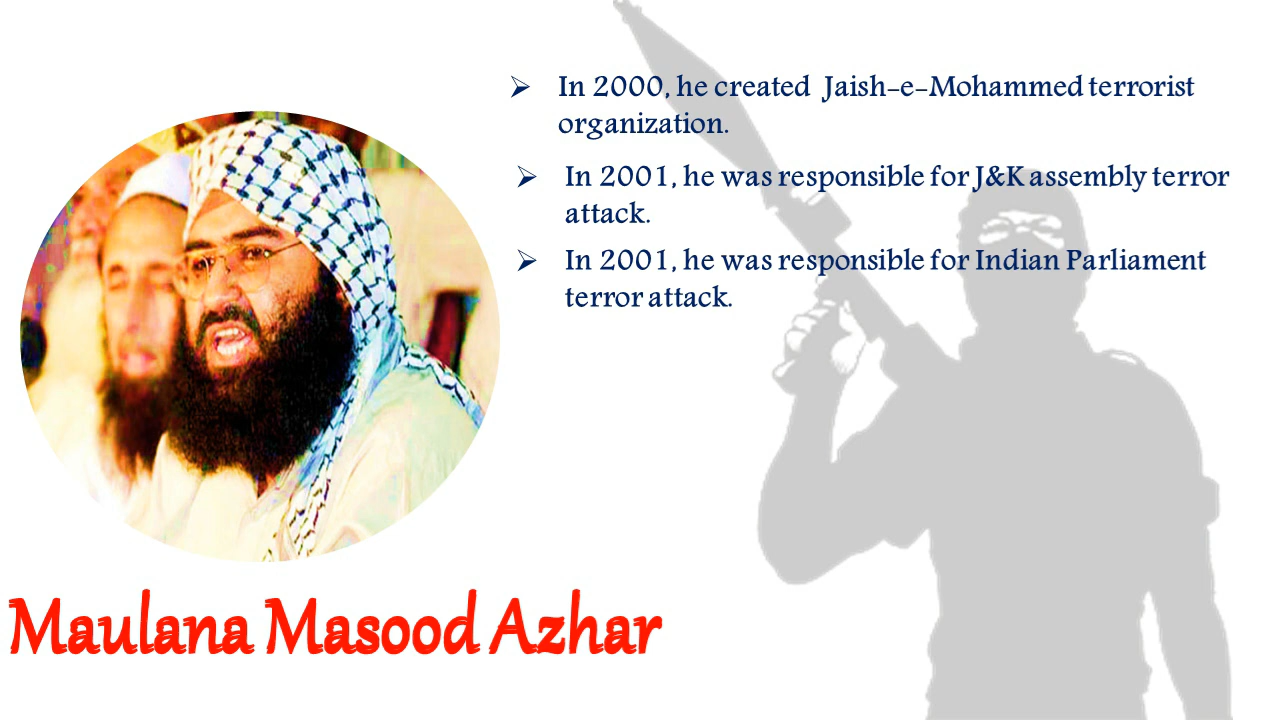 ➢ In 2000, he created Jaish-e-Mohammed terrorist
organization.
➢ In 2001, he was responsible for J&K assembly terror
attack.
➢ In 2001, he was responsible for Indian Parliament
terror attack.
Maulana Masood Azhar